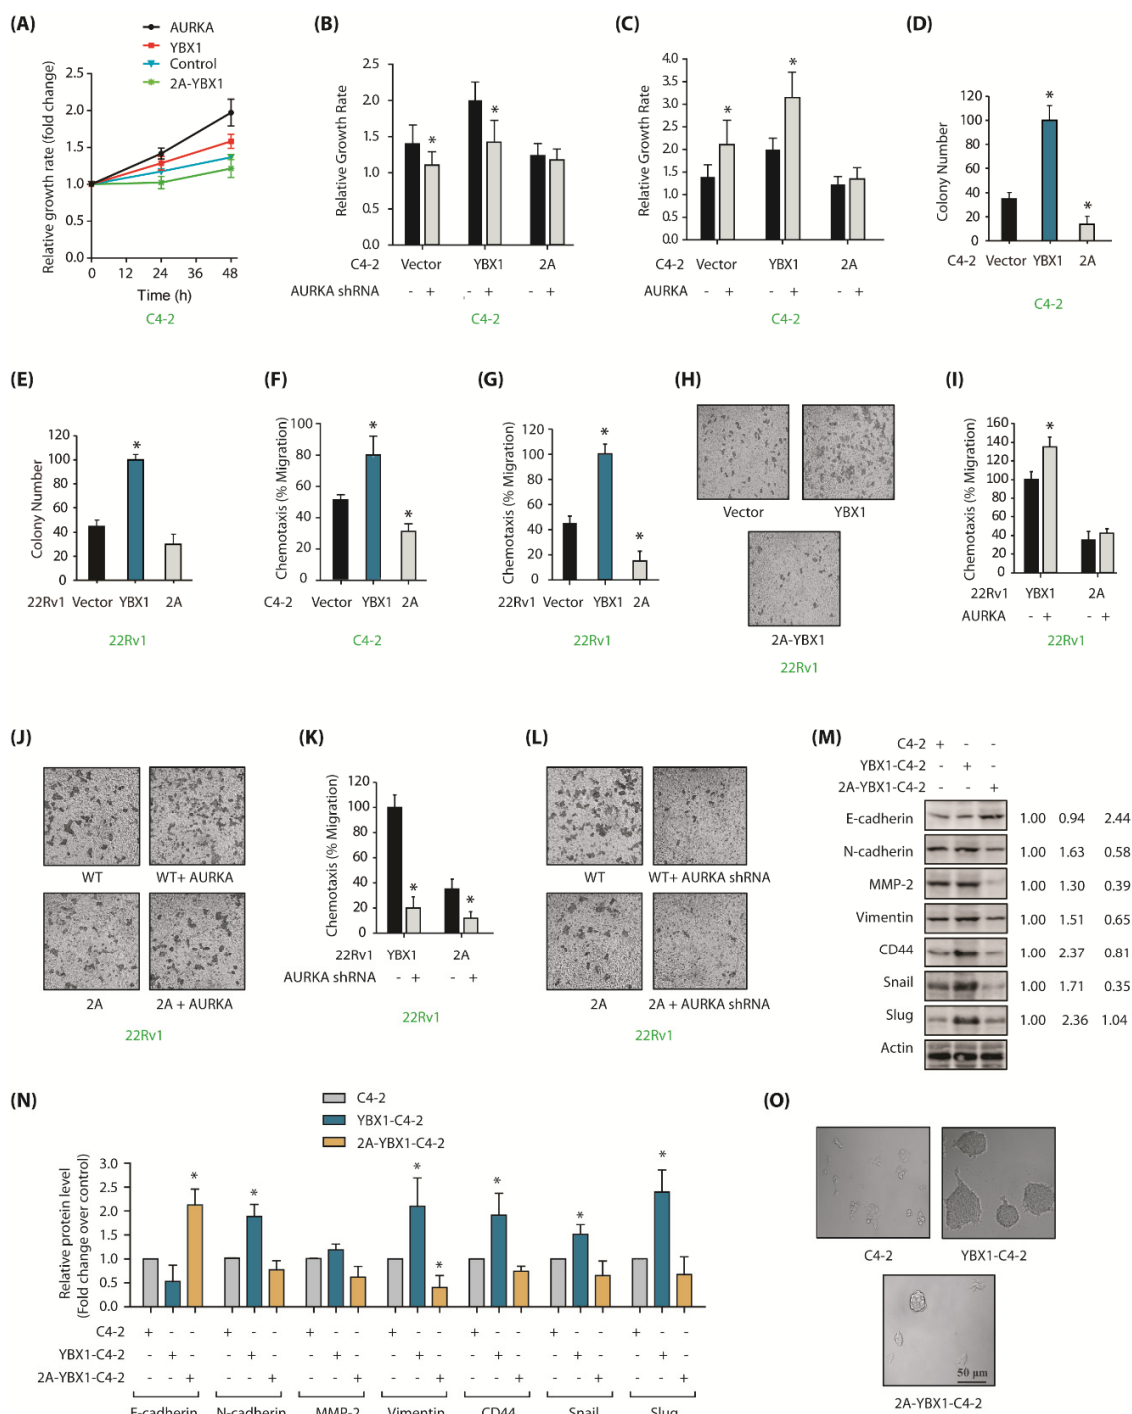 (A)
AURKA
YBX1
Control
2A-YBX1
Relative growth rate (fold change)
2.5
2.0
1.5
1.0
0.5
0 12 24 36 48
Time (h)
C4-2
(B)
Relative Growth Rate
2.5
2.0
1.5
1.0
0.5
0.0
* *
C4-2 Vector YBX1 2A
AURKA shRNA - + - + - +
C4-2
(C)
Relative Growth Rate
4.0
3.5
3.0
2.5
2.0
1.5
1.0
0.5
0.0
* *
C4-2 Vector YBX1 2A
AURKA - + - + - +
C4-2
(D)
Colony Number
120
100
80
60
40
20
0
* *
C4-2 Vector YBX1 2A
C4-2
(E)
Colony Number
120
100
80
60
40
20
0
*
22Rv1 Vector YBX1 2A
22Rv1
(F)
Chemotaxis (% Migration)
100
80
60
40
20
0
* *
C4-2 Vector YBX1 2A
C4-2
(G)
Chemotaxis (% Migration)
120
100
80
60
40
20
0
* *
22Rv1 Vector YBX1 2A
22Rv1
(H)
Vector YBX1
2A-YBX1
22Rv1
(I)
Chemotaxis (% Migration)
160
140
120
100
80
60
40
20
0
*
22Rv1 YBX1 2A
AURKA - + - +
22Rv1
(J)
WT WT+ AURKA
2A 2A + AURKA
22Rv1
(K)
Chemotaxis (% Migration)
120
100
80
60
40
20
0
* *
22Rv1 YBX1 2A
AURKA shRNA - + - +
22Rv1
(L)
WT WT+ AURKA shRNA
2A 2A + AURKA shRNA
22Rv1
(M)
C4-2 + - -
YBX1-C4-2 - + -
2A-YBX1-C4-2 - - +
E-cadherin 1.00 0.94 2.44
N-cadherin 1.00 1.63 0.58
MMP-2 1.00 1.30 0.39
Vimentin 1.00 1.51 0.65
CD44 1.00 2.37 0.81
Snail 1.00 1.71 0.35
Slug 1.00 2.36 1.04
Actin
(N)
C4-2
YBX1-C4-2
2A-YBX1-C4-2
Relative protein level
(Fold change over control)
3.0
2.5
2.0
1.5
1.0
0.5
0.0
* * * * * * *
C4-2 + - - + - - + - - + - - + - - + - - + - -
YBX1-C4-2 - + - - + - - + - - + - - + - - + - - + -
2A-YBX1-C4-2 - - + - - + - - + - - + - - + - - + - - +
E-cadherin N-cadherin MMP-2 Vimentin CD44 Snail Slug
(O)
C4-2 YBX1-C4-2
50 µm
2A-YBX1-C4-2